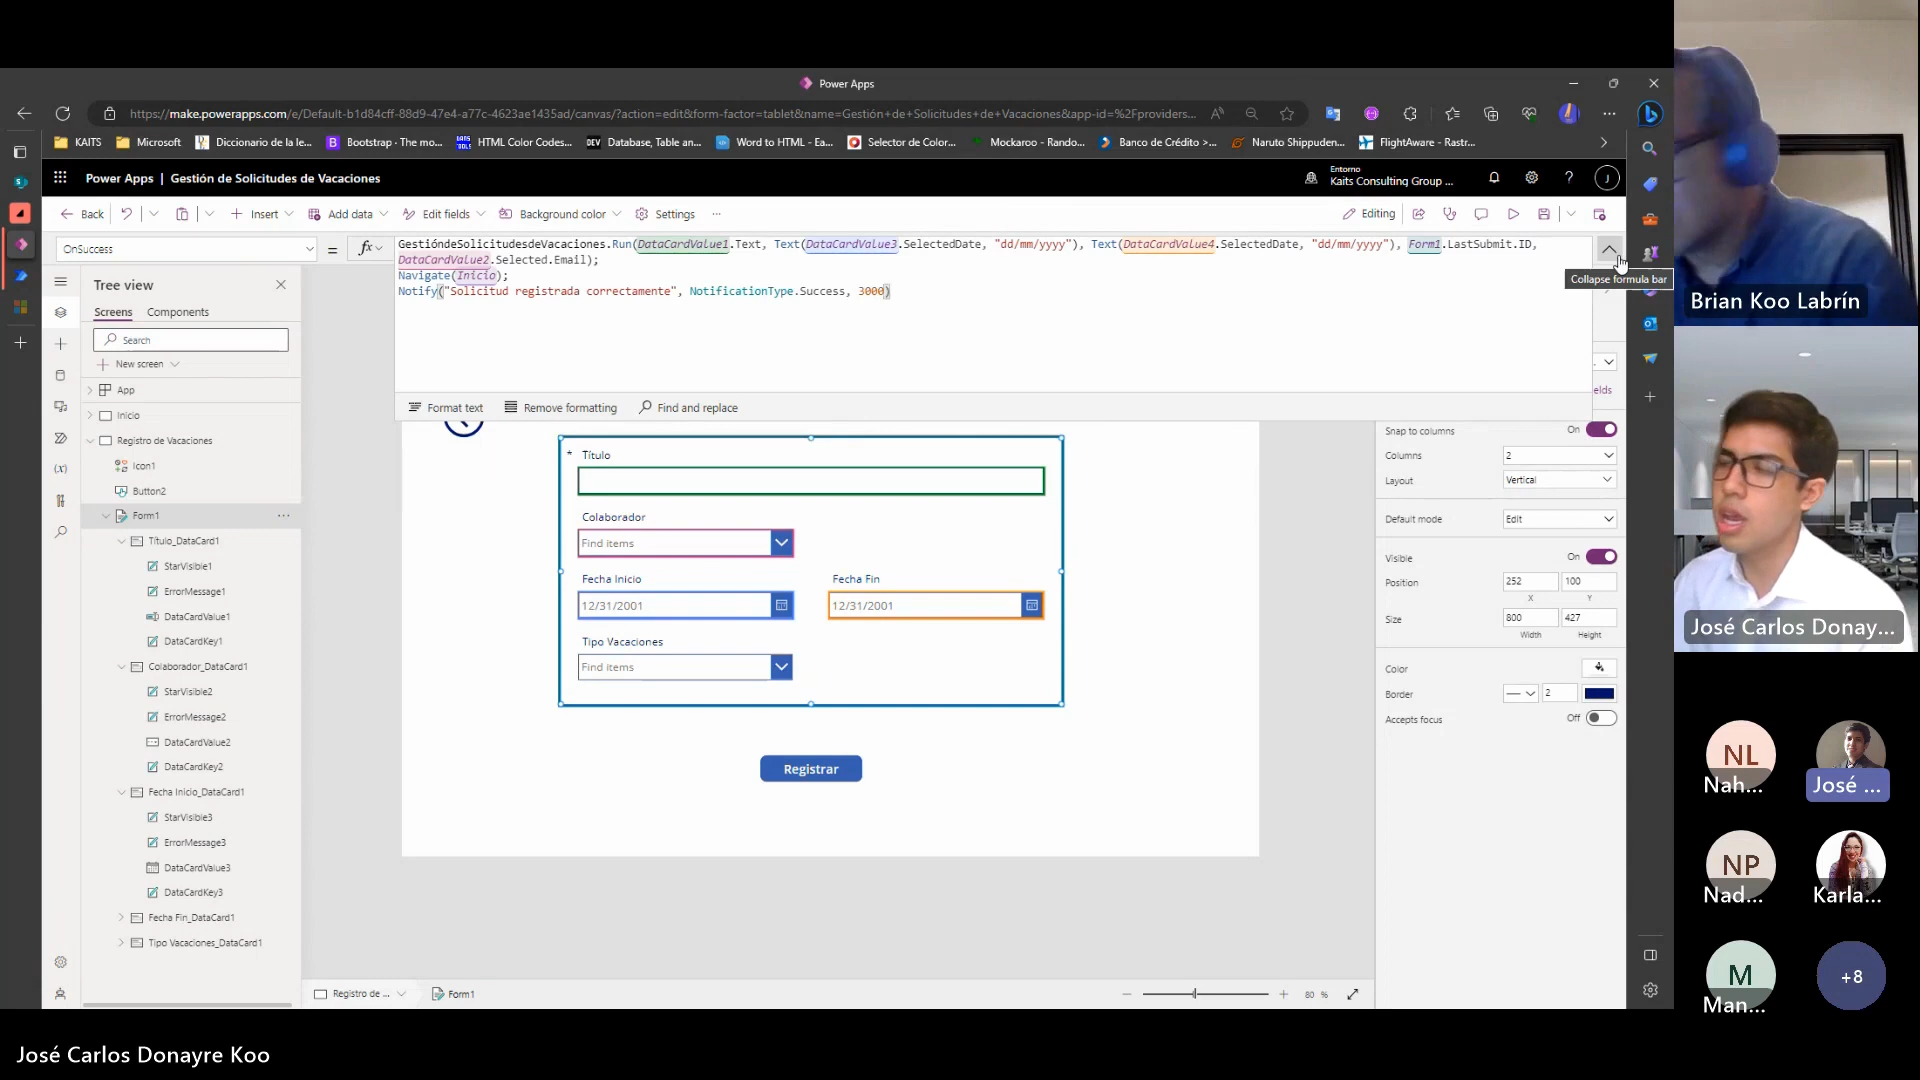 Power Apps
https://make.powerapps.com/e/Default-b1d84cff-88d9-47e4-a77c-4623ae1435ad/canvas/?action=edit&form-factor=tablet&name=Gestión+de+Solicitudes+de+Vacaciones&app-id=%2Fproviders...
KAITS
Microsoft
Diccionario de la le...
Bootstrap · The mo...
HTML Color Codes...
Database, Table an...
Word to HTML - Ea...
Selector de Color...
Mockaroo - Rando...
Banco de Crédito >...
Naruto Shippuden...
FlightAware - Rastr...
Power Apps | Gestión de Solicitudes de Vacaciones
Entorno
Kaits Consulting Group ...
J
Back
Insert
Add data
Edit fields
Background color
Settings
Editing
OnSuccess
=
fx
GestióndeSolicitudesdeVacaciones.Run(DataCardValue1.Text, Text(DataCardValue3.SelectedDate, "dd/mm/yyyy"), Text(DataCardValue4.SelectedDate, "dd/mm/yyyy"), Form1.LastSubmit.ID,
DataCardValue2.Selected.Email);
Navigate(Inicio);
Notify("Solicitud registrada correctamente", NotificationType.Success, 3000)
Collapse formula bar
Format text
Remove formatting
Find and replace
Tree view
Screens
Components
Search
New screen
App
Inicio
Registro de Vacaciones
Icon1
Button2
Form1
Título_DataCard1
StarVisible1
ErrorMessage1
DataCardValue1
DataCardKey1
Colaborador_DataCard1
StarVisible2
ErrorMessage2
DataCardValue2
DataCardKey2
Fecha Inicio_DataCard1
StarVisible3
ErrorMessage3
DataCardValue3
DataCardKey3
Fecha Fin_DataCard1
Tipo Vacaciones_DataCard1
* Título
Colaborador
Find items
Fecha Inicio
Fecha Fin
12/31/2001
12/31/2001
Tipo Vacaciones
Find items
Registrar
elds
Snap to columns
On
Columns
2
Layout
Vertical
Default mode
Edit
Visible
On
Position
252
100
X
Y
Size
800
427
Width
Height
Color
Border
2
Accepts focus
Off
Registro de ...
Form1
80 %
Brian Koo Labrín
José Carlos Donay...
NL
Nah...
José ...
NP
Nad...
Karla...
M
Man...
+8
José Carlos Donayre Koo